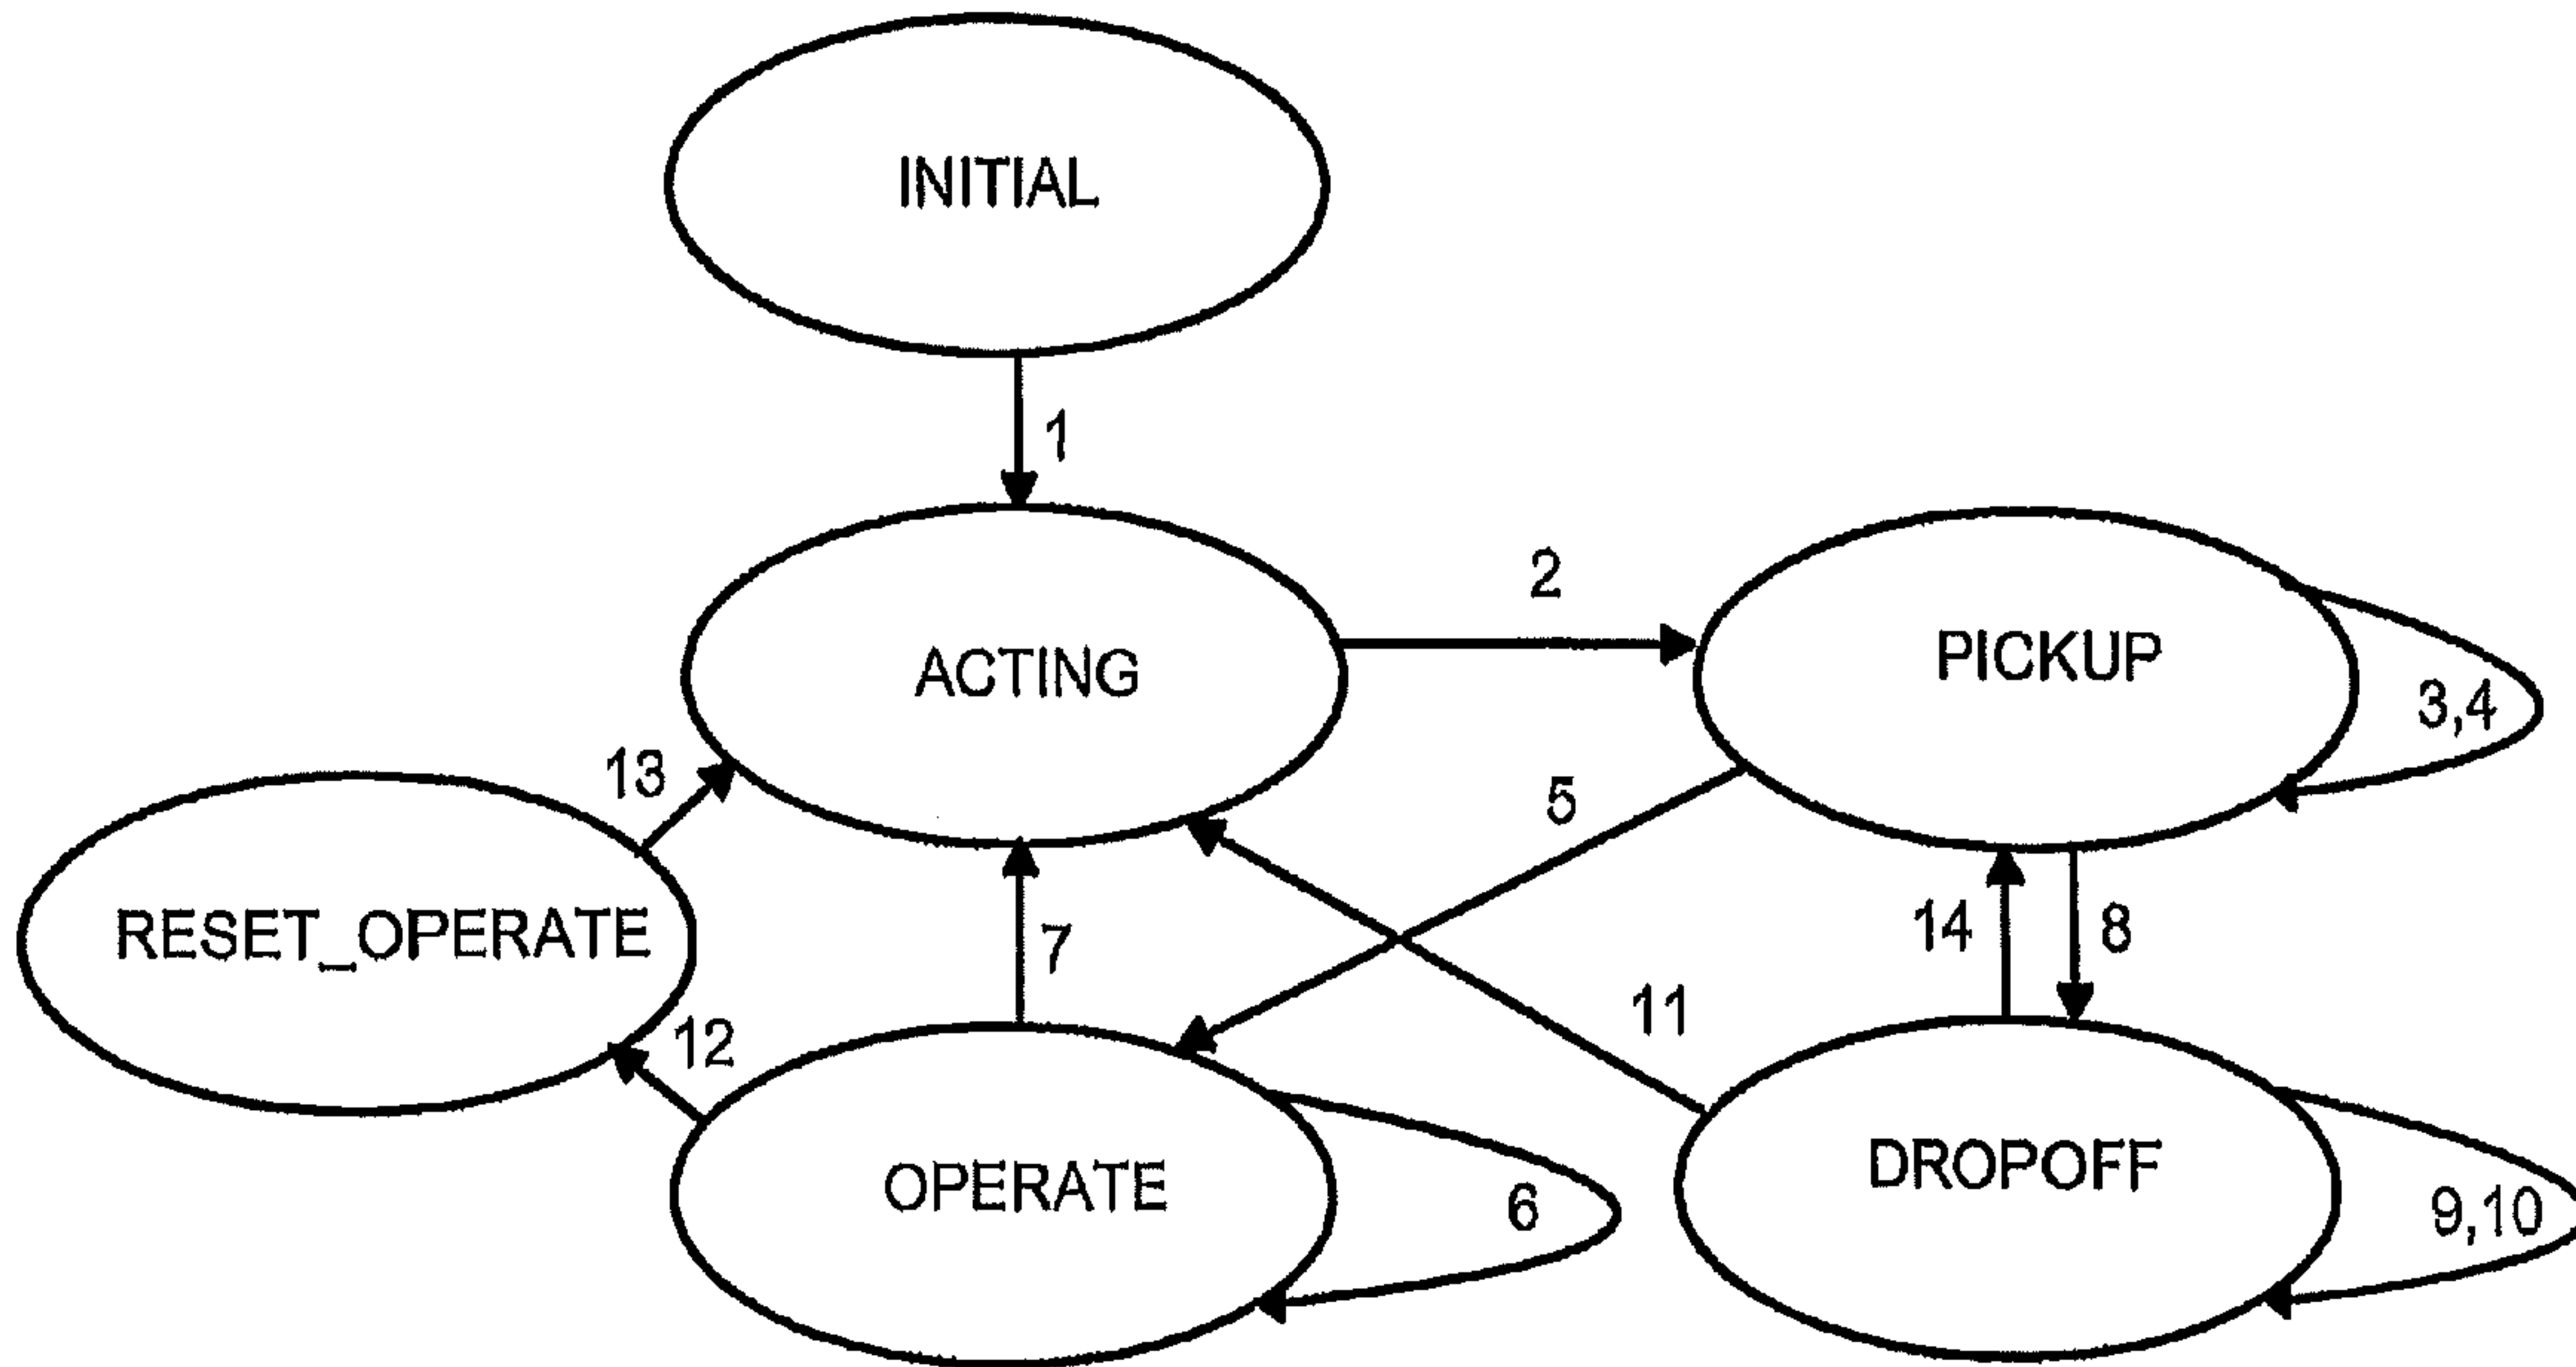 INITIAL
1
ACTING
2
PICKUP
3,4
13
5
RESET_OPERATE
7
14
8
12
11
OPERATE
6
DROPOFF
9,10